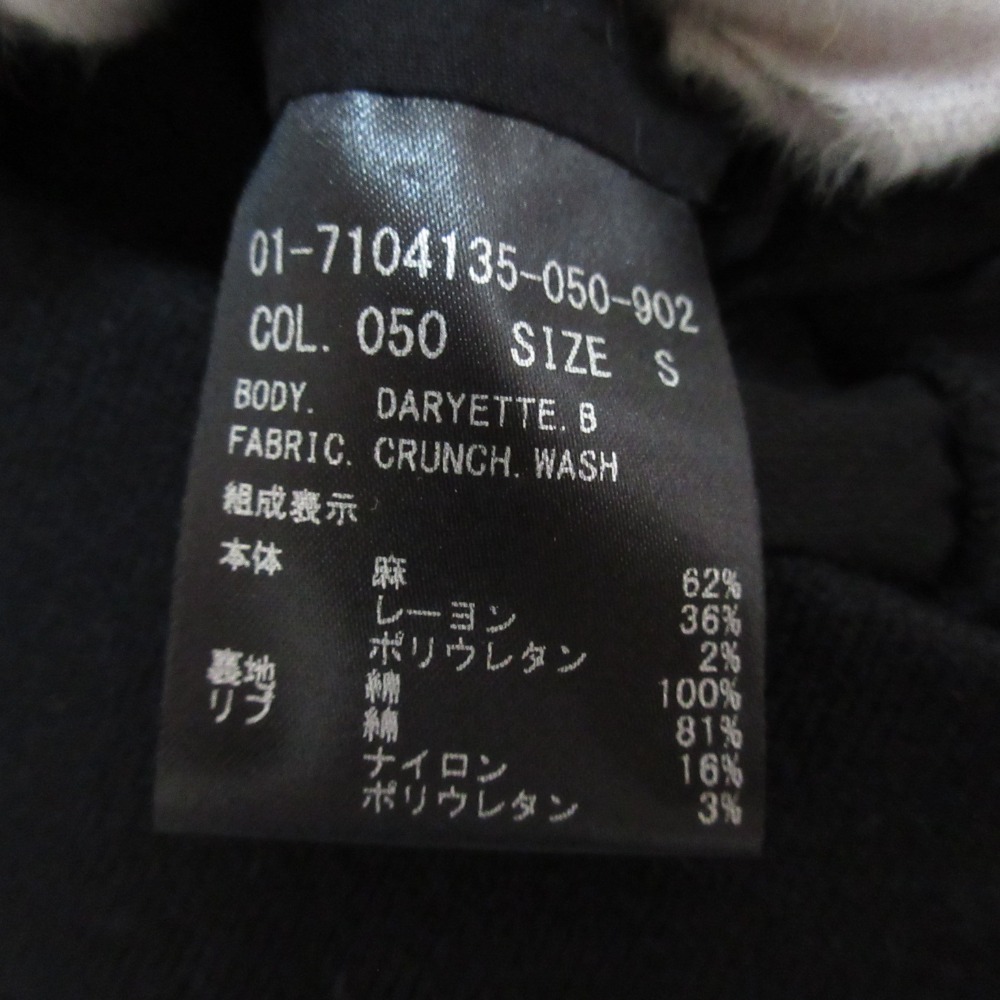 01-7104135-050-902
COL. 050 SIZE S
BODY. DARYETTE.B
FABRIC. CRUNCH.WASH
組成表示
本体 麻 62%
レーヨン 36%
ポリウレタン 2%
裏地 綿 100%
リブ 綿 81%
ナイロン 16%
ポリウレタン 3%